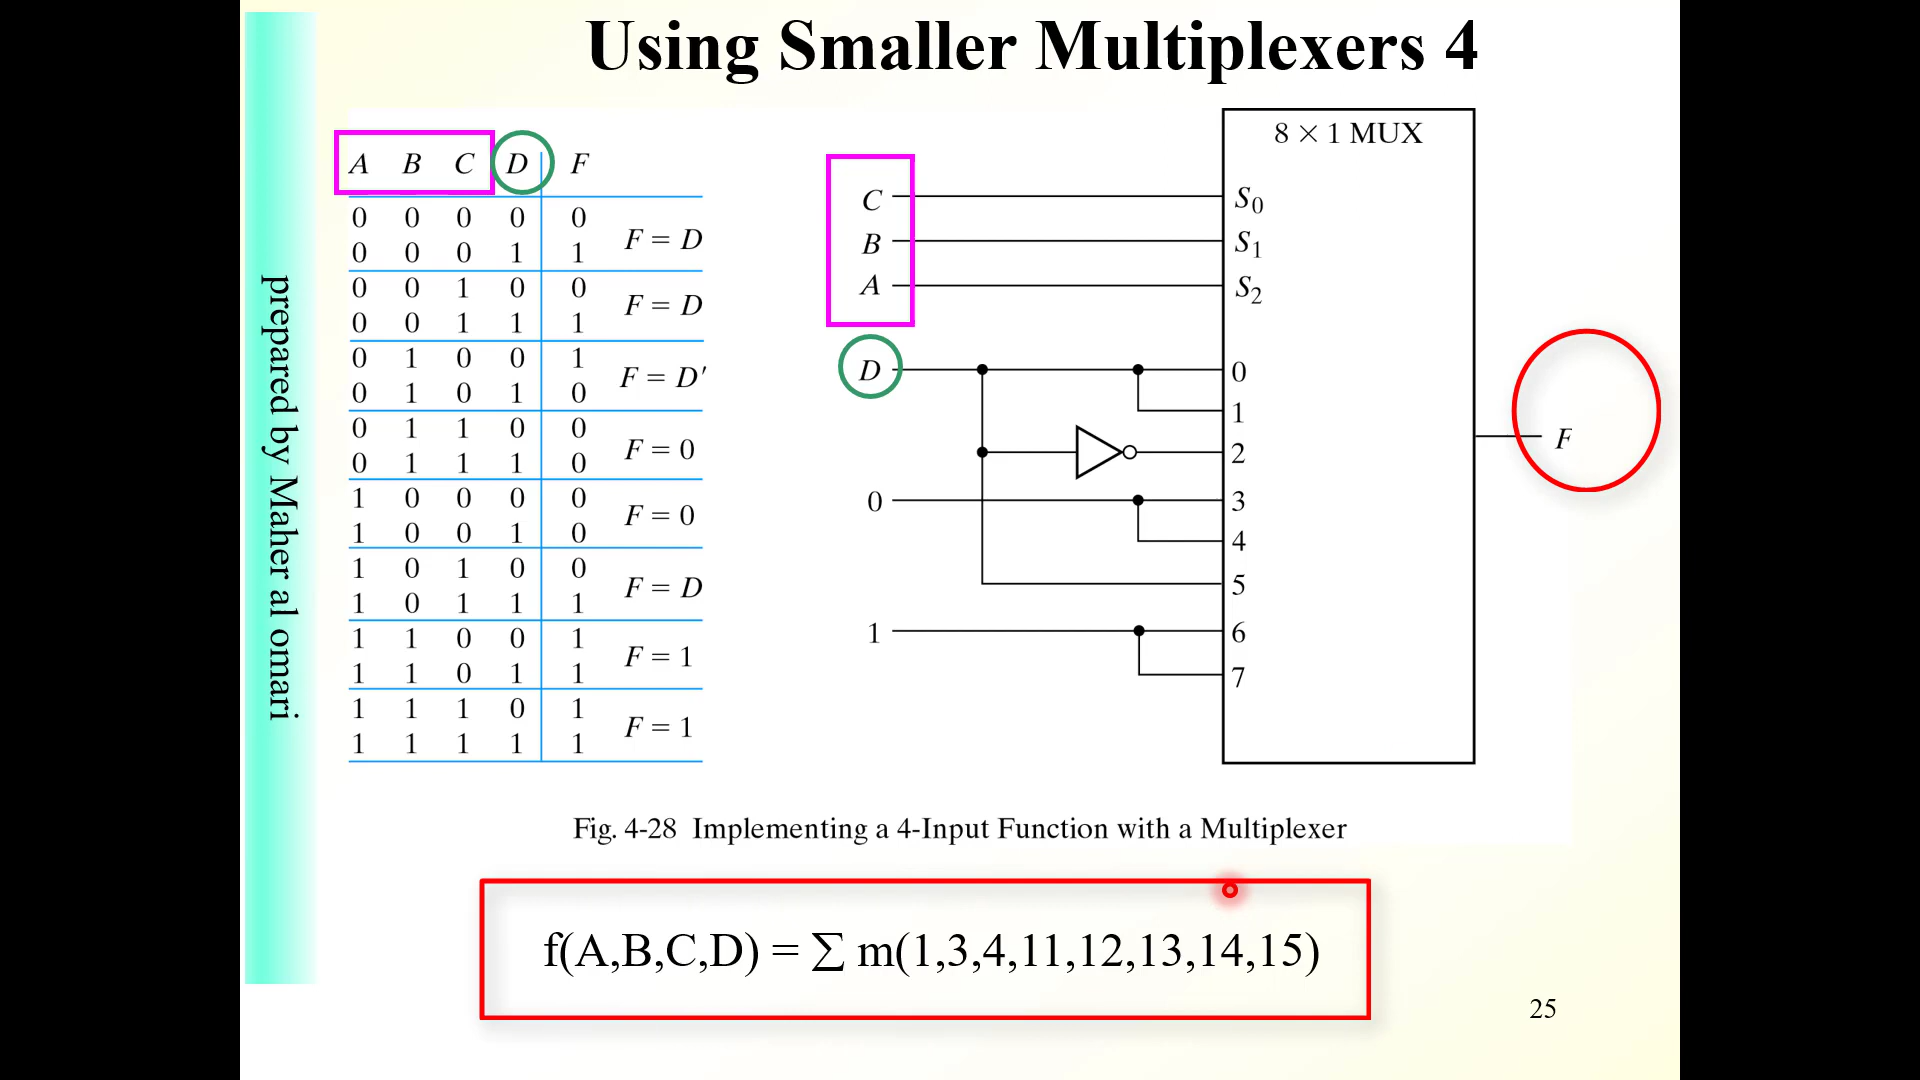 Using Smaller Multiplexers 4
prepared by Maher al omari
A B C D F
0 0 0 0 0
0 0 0 1 1
F = D
0 0 1 0 0
0 0 1 1 1
F = D
0 1 0 0 1
0 1 0 1 0
F = D′
0 1 1 0 0
0 1 1 1 0
F = 0
1 0 0 0 0
1 0 0 1 0
F = 0
1 0 1 0 0
1 0 1 1 1
F = D
1 1 0 0 1
1 1 0 1 1
F = 1
1 1 1 0 1
1 1 1 1 1
F = 1
8 × 1 MUX
C S0
B S1
A S2
D 0
1
2
0 3
4
5
1 6
7
F
Fig. 4-28 Implementing a 4-Input Function with a Multiplexer
f(A,B,C,D) = ∑ m(1,3,4,11,12,13,14,15)
25